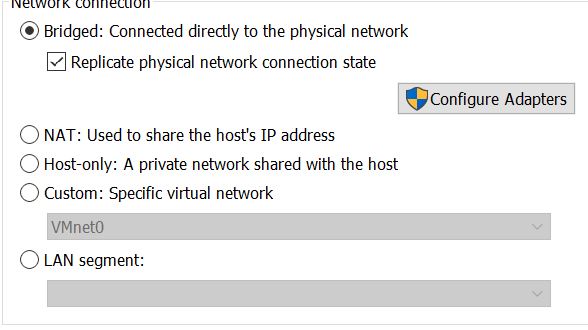 Network connection
Bridged: Connected directly to the physical network
Replicate physical network connection state
Configure Adapters
NAT: Used to share the host's IP address
Host-only: A private network shared with the host
Custom: Specific virtual network
VMnet0
LAN segment: